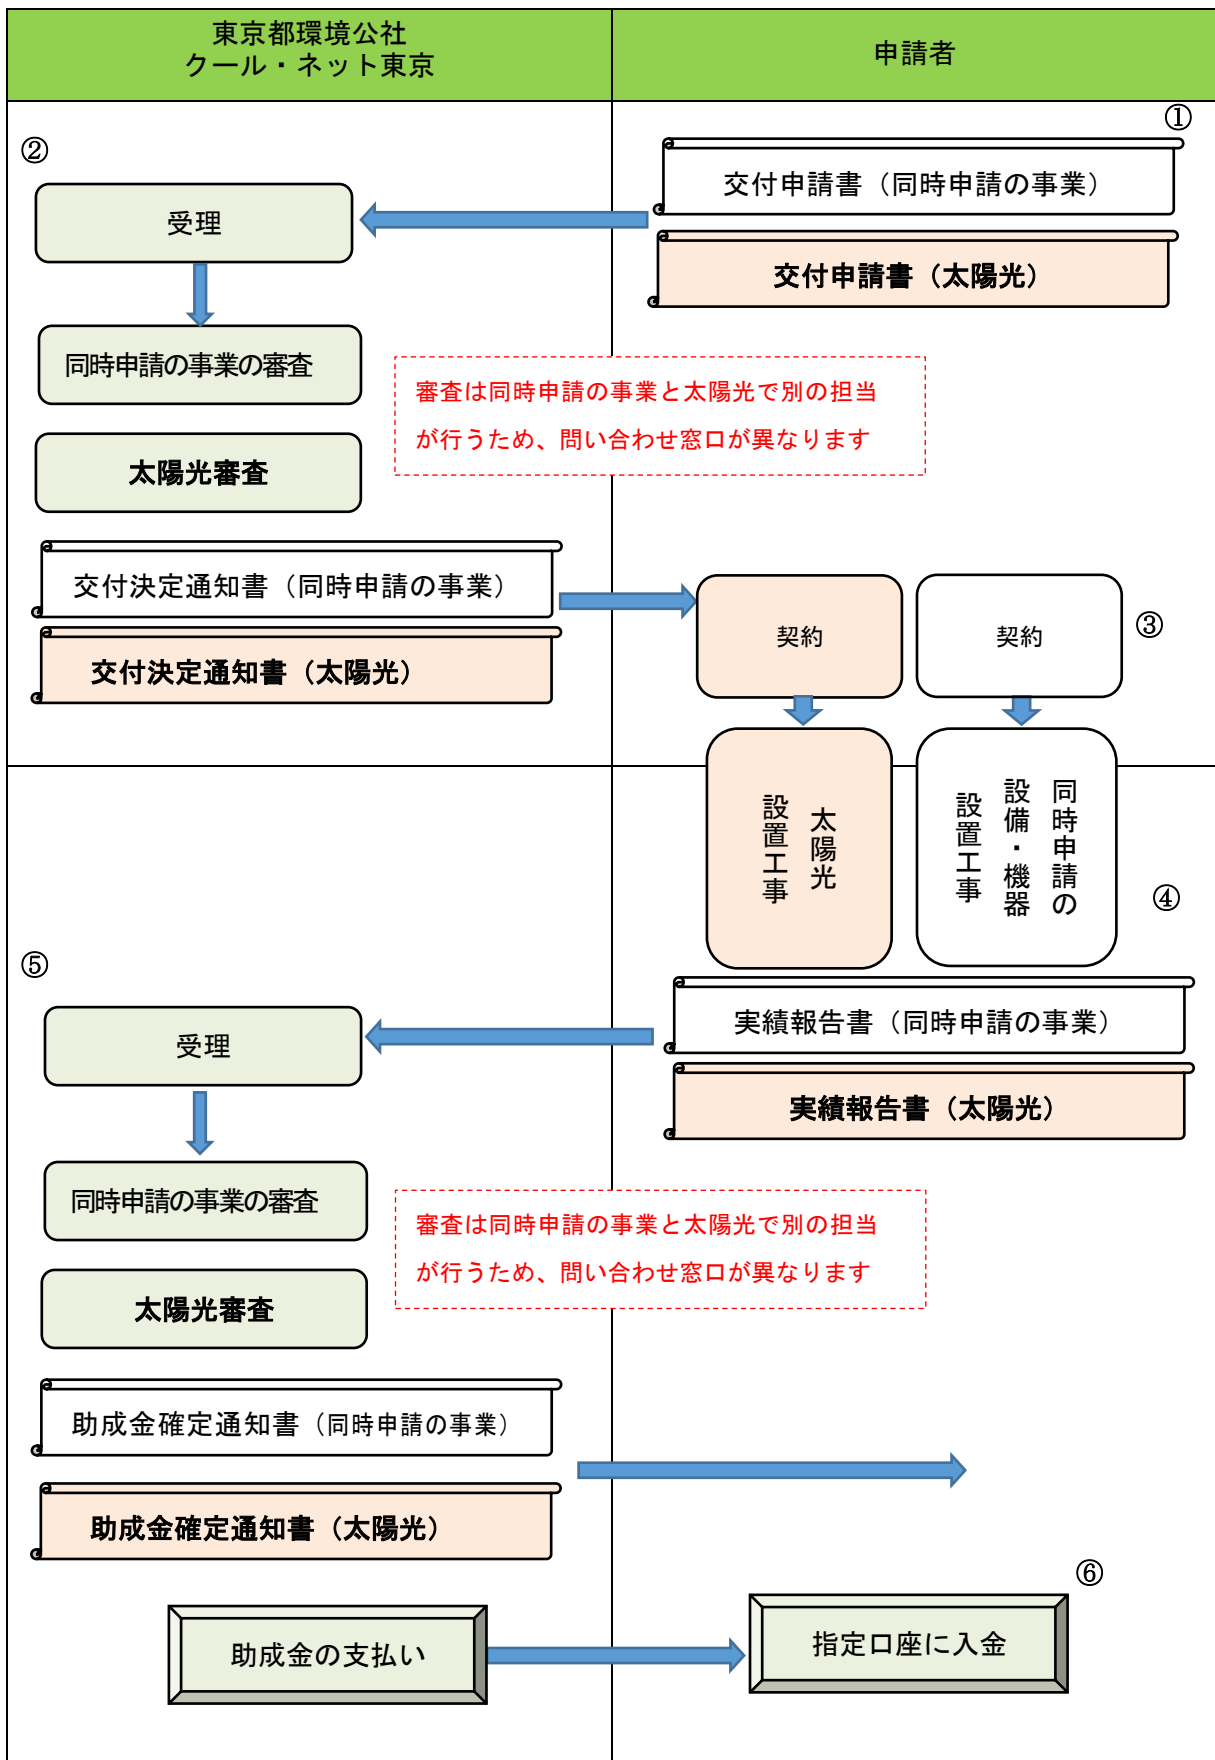 東京都環境公社
クール・ネット東京
申請者
①
交付申請書（同時申請の事業）
交付申請書（太陽光）
②
受理
同時申請の事業の審査
太陽光審査
審査は同時申請の事業と太陽光で別の担当
が行うため、問い合わせ窓口が異なります
交付決定通知書（同時申請の事業）
交付決定通知書（太陽光）
契約
契約
③
太陽光
設置工事
同時申請の
設備・機器
設置工事
④
実績報告書（同時申請の事業）
実績報告書（太陽光）
⑤
受理
同時申請の事業の審査
太陽光審査
審査は同時申請の事業と太陽光で別の担当
が行うため、問い合わせ窓口が異なります
助成金確定通知書（同時申請の事業）
助成金確定通知書（太陽光）
⑥
助成金の支払い
指定口座に入金